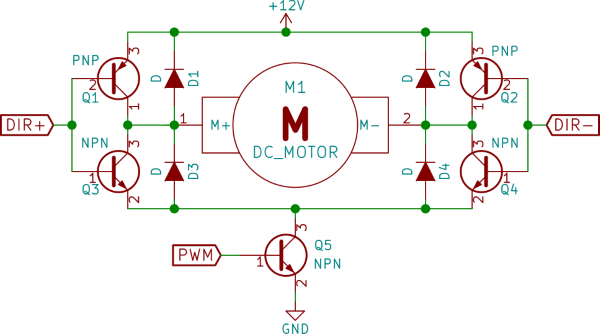 +12V
PNP
3
2
Q1
1
D
D1
M1
M
DC_MOTOR
M+
1
M-
2
D
D2
3
PNP
2
Q2
1
DIR+
DIR-
NPN
3
1
Q3
2
D
D3
D
D4
3
NPN
1
Q4
2
PWM
1
3
Q5
NPN
2
GND